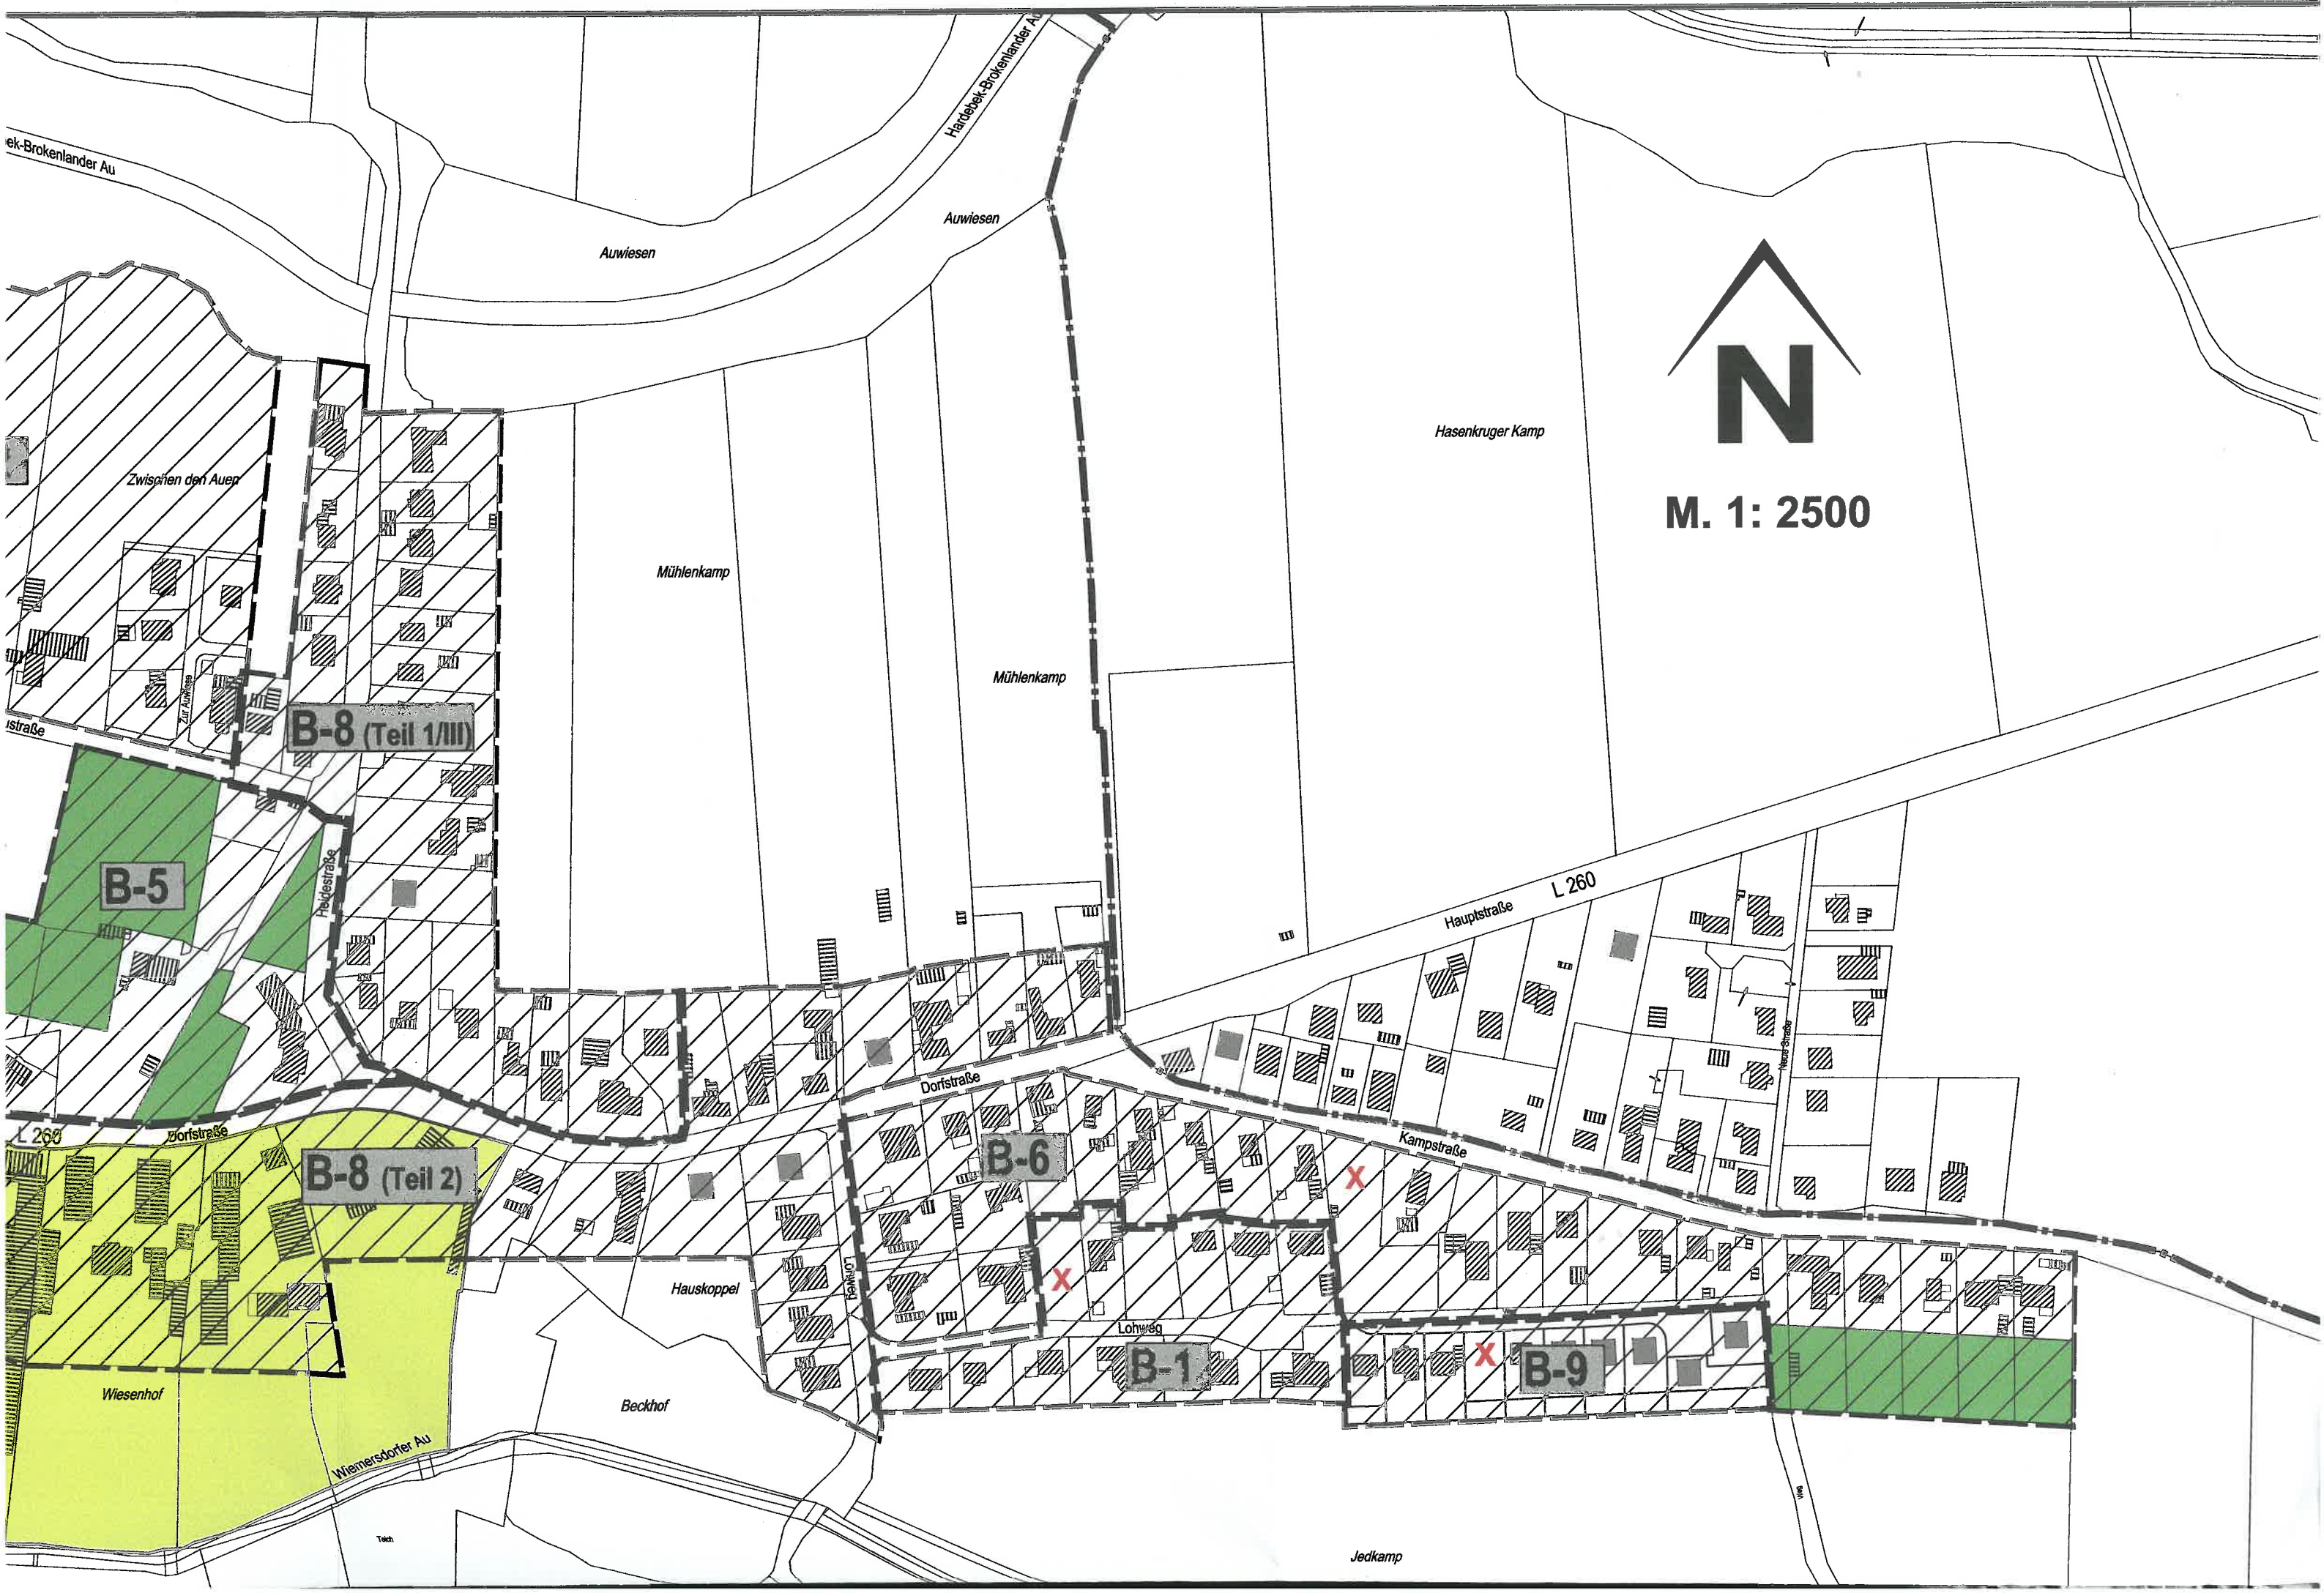 Hardebek-Brokenlander Au
ek-Brokenlander Au
Auwiesen
Auwiesen
Hasenkruger Kamp
N
M. 1: 2500
Zwischen den Auen
Mühlenkamp
Mühlenkamp
Zur Auwiese
ustraße
B-8 (Teil 1/III)
B-5
Heidestraße
L 260
Hauptstraße
Neue Straße
Dorfstraße
L 260
Dorfstraße
B-8 (Teil 2)
B-6
Kampstraße
X
Hauskoppel
Lohweg
X
Lohweg
B-1
X
B-9
Wiesenhof
Beckhof
Wiemersdorfer Au
Weg
Teich
Jedkamp